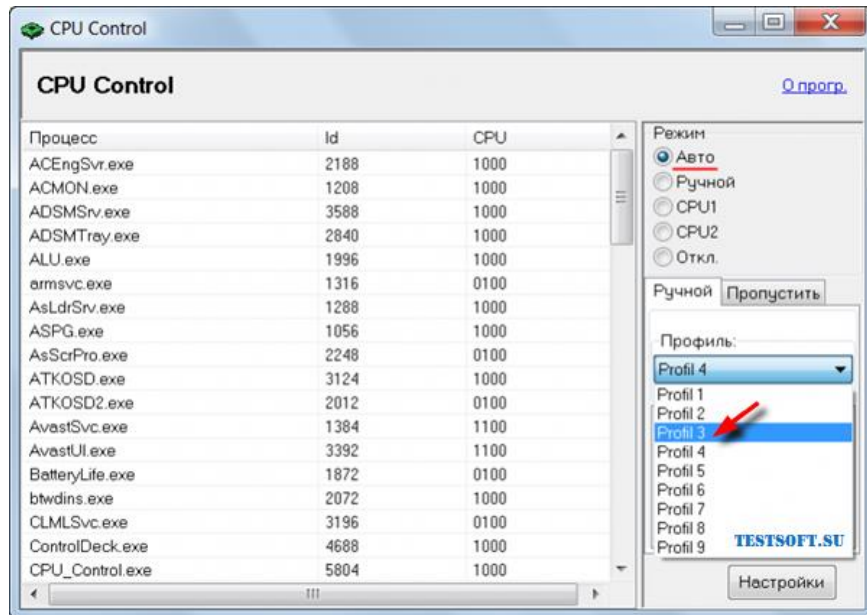 CPU Control
CPU Control
О прогр.
Процесс Id CPU
ACEngSvr.exe 2188 1000
ACMON.exe 1208 1000
ADSMSrv.exe 3588 1000
ADSMTray.exe 2840 1000
ALU.exe 1996 1000
armsvc.exe 1316 0100
AsLdrSrv.exe 1288 1000
ASPG.exe 1056 1000
AsScrPro.exe 2248 0100
ATKOSD.exe 3124 1000
ATKOSD2.exe 2012 0100
AvastSvc.exe 1384 1100
AvastUI.exe 3392 1100
BatteryLife.exe 1872 0100
btwdins.exe 2072 1000
CLMLSvc.exe 3196 0100
ControlDeck.exe 4688 1000
CPU_Control.exe 5804 1000
Режим
Авто
Ручной
CPU1
CPU2
Откл.
Ручной Пропустить
Профиль:
Profil 4
Profil 1
Profil 2
Profil 3
Profil 4
Profil 5
Profil 6
Profil 7
Profil 8
Profil 9
TESTSOFT.SU
Настройки